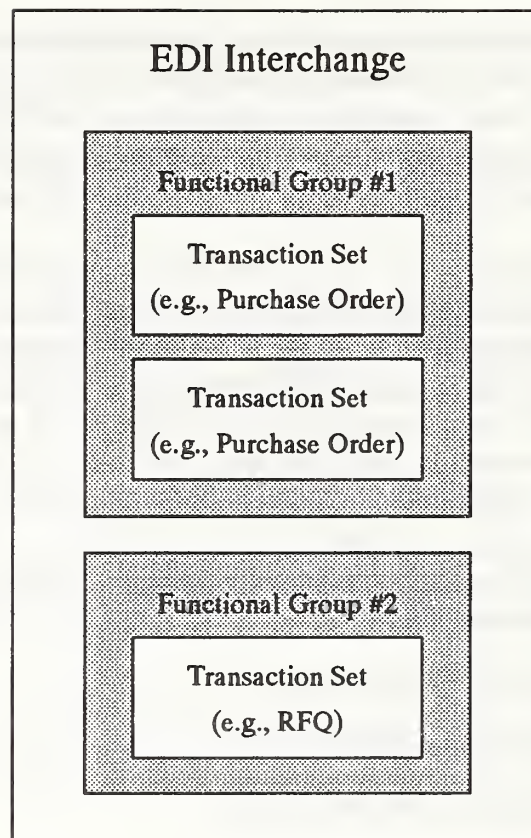 EDI Interchange
Functional Group #1
Transaction Set
(e.g., Purchase Order)
Transaction Set
(e.g., Purchase Order)
Functional Group #2
Transaction Set
(e.g., RFQ)